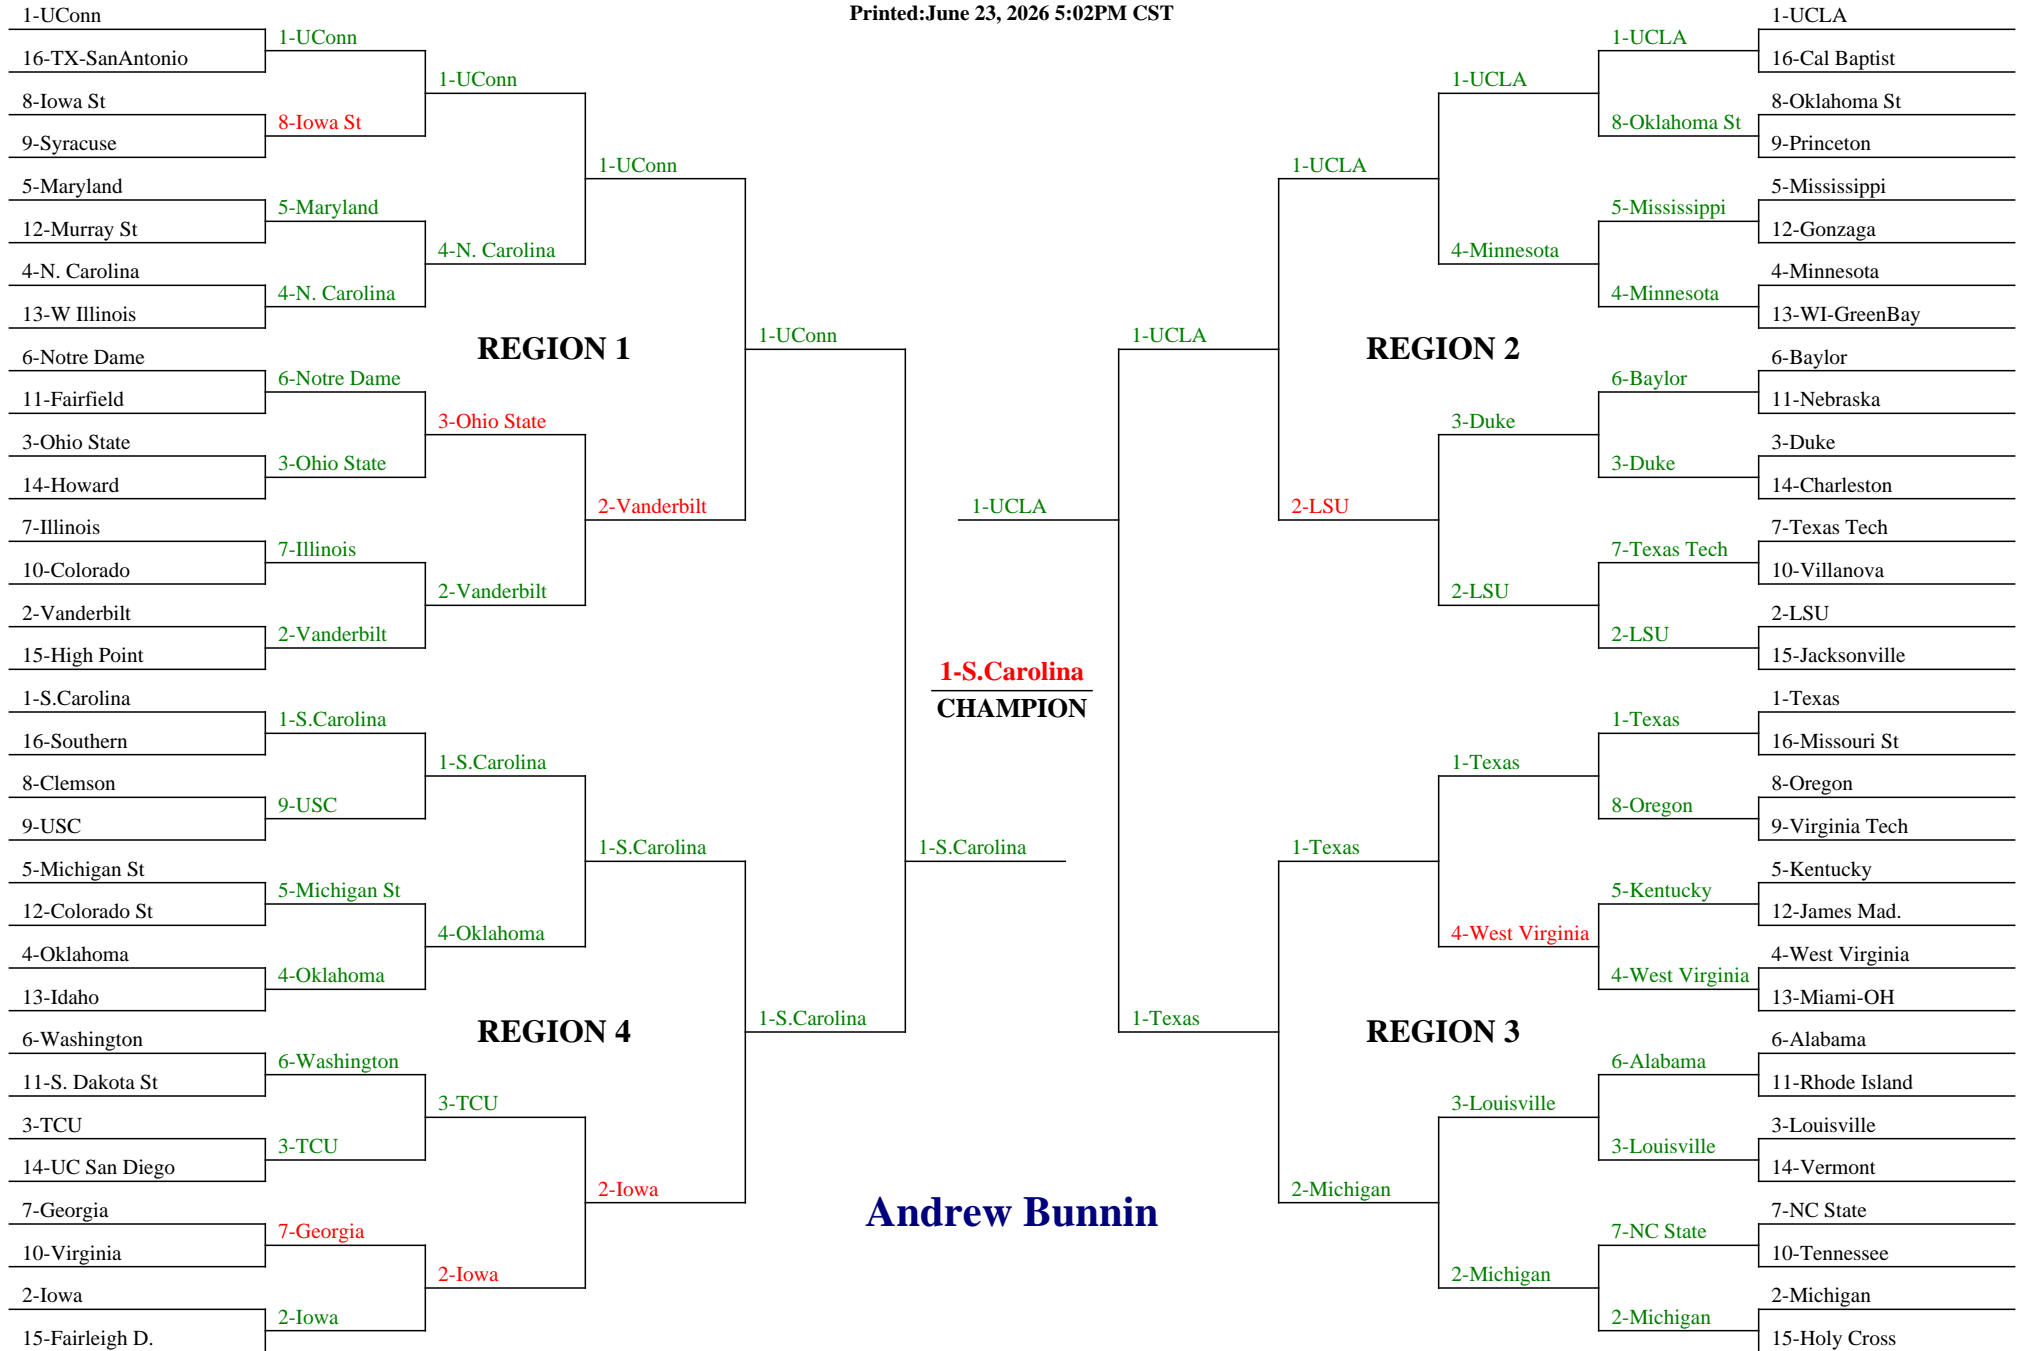 Printed:June 23, 2026 5:02PM CST
1-UConn
16-TX-SanAntonio
8-Iowa St
9-Syracuse
5-Maryland
12-Murray St
4-N. Carolina
13-W Illinois
6-Notre Dame
11-Fairfield
3-Ohio State
14-Howard
7-Illinois
10-Colorado
2-Vanderbilt
15-High Point
1-S.Carolina
16-Southern
8-Clemson
9-USC
5-Michigan St
12-Colorado St
4-Oklahoma
13-Idaho
6-Washington
11-S. Dakota St
3-TCU
14-UC San Diego
7-Georgia
10-Virginia
2-Iowa
15-Fairleigh D.
1-UConn
8-Iowa St
5-Maryland
4-N. Carolina
6-Notre Dame
3-Ohio State
7-Illinois
2-Vanderbilt
1-S.Carolina
9-USC
5-Michigan St
4-Oklahoma
6-Washington
3-TCU
7-Georgia
2-Iowa
1-UConn
4-N. Carolina
REGION 1
3-Ohio State
2-Vanderbilt
1-S.Carolina
4-Oklahoma
REGION 4
3-TCU
2-Iowa
1-UConn
2-Vanderbilt
1-S.Carolina
2-Iowa
1-UConn
1-S.Carolina
1-S.Carolina
1-UCLA
1-S.Carolina
CHAMPION
Andrew Bunnin
1-UCLA
1-Texas
1-UCLA
2-LSU
1-Texas
2-Michigan
1-UCLA
4-Minnesota
REGION 2
3-Duke
2-LSU
1-Texas
4-West Virginia
REGION 3
3-Louisville
2-Michigan
1-UCLA
8-Oklahoma St
5-Mississippi
4-Minnesota
6-Baylor
3-Duke
7-Texas Tech
2-LSU
1-Texas
8-Oregon
5-Kentucky
4-West Virginia
6-Alabama
3-Louisville
7-NC State
2-Michigan
1-UCLA
16-Cal Baptist
8-Oklahoma St
9-Princeton
5-Mississippi
12-Gonzaga
4-Minnesota
13-WI-GreenBay
6-Baylor
11-Nebraska
3-Duke
14-Charleston
7-Texas Tech
10-Villanova
2-LSU
15-Jacksonville
1-Texas
16-Missouri St
8-Oregon
9-Virginia Tech
5-Kentucky
12-James Mad.
4-West Virginia
13-Miami-OH
6-Alabama
11-Rhode Island
3-Louisville
14-Vermont
7-NC State
10-Tennessee
2-Michigan
15-Holy Cross